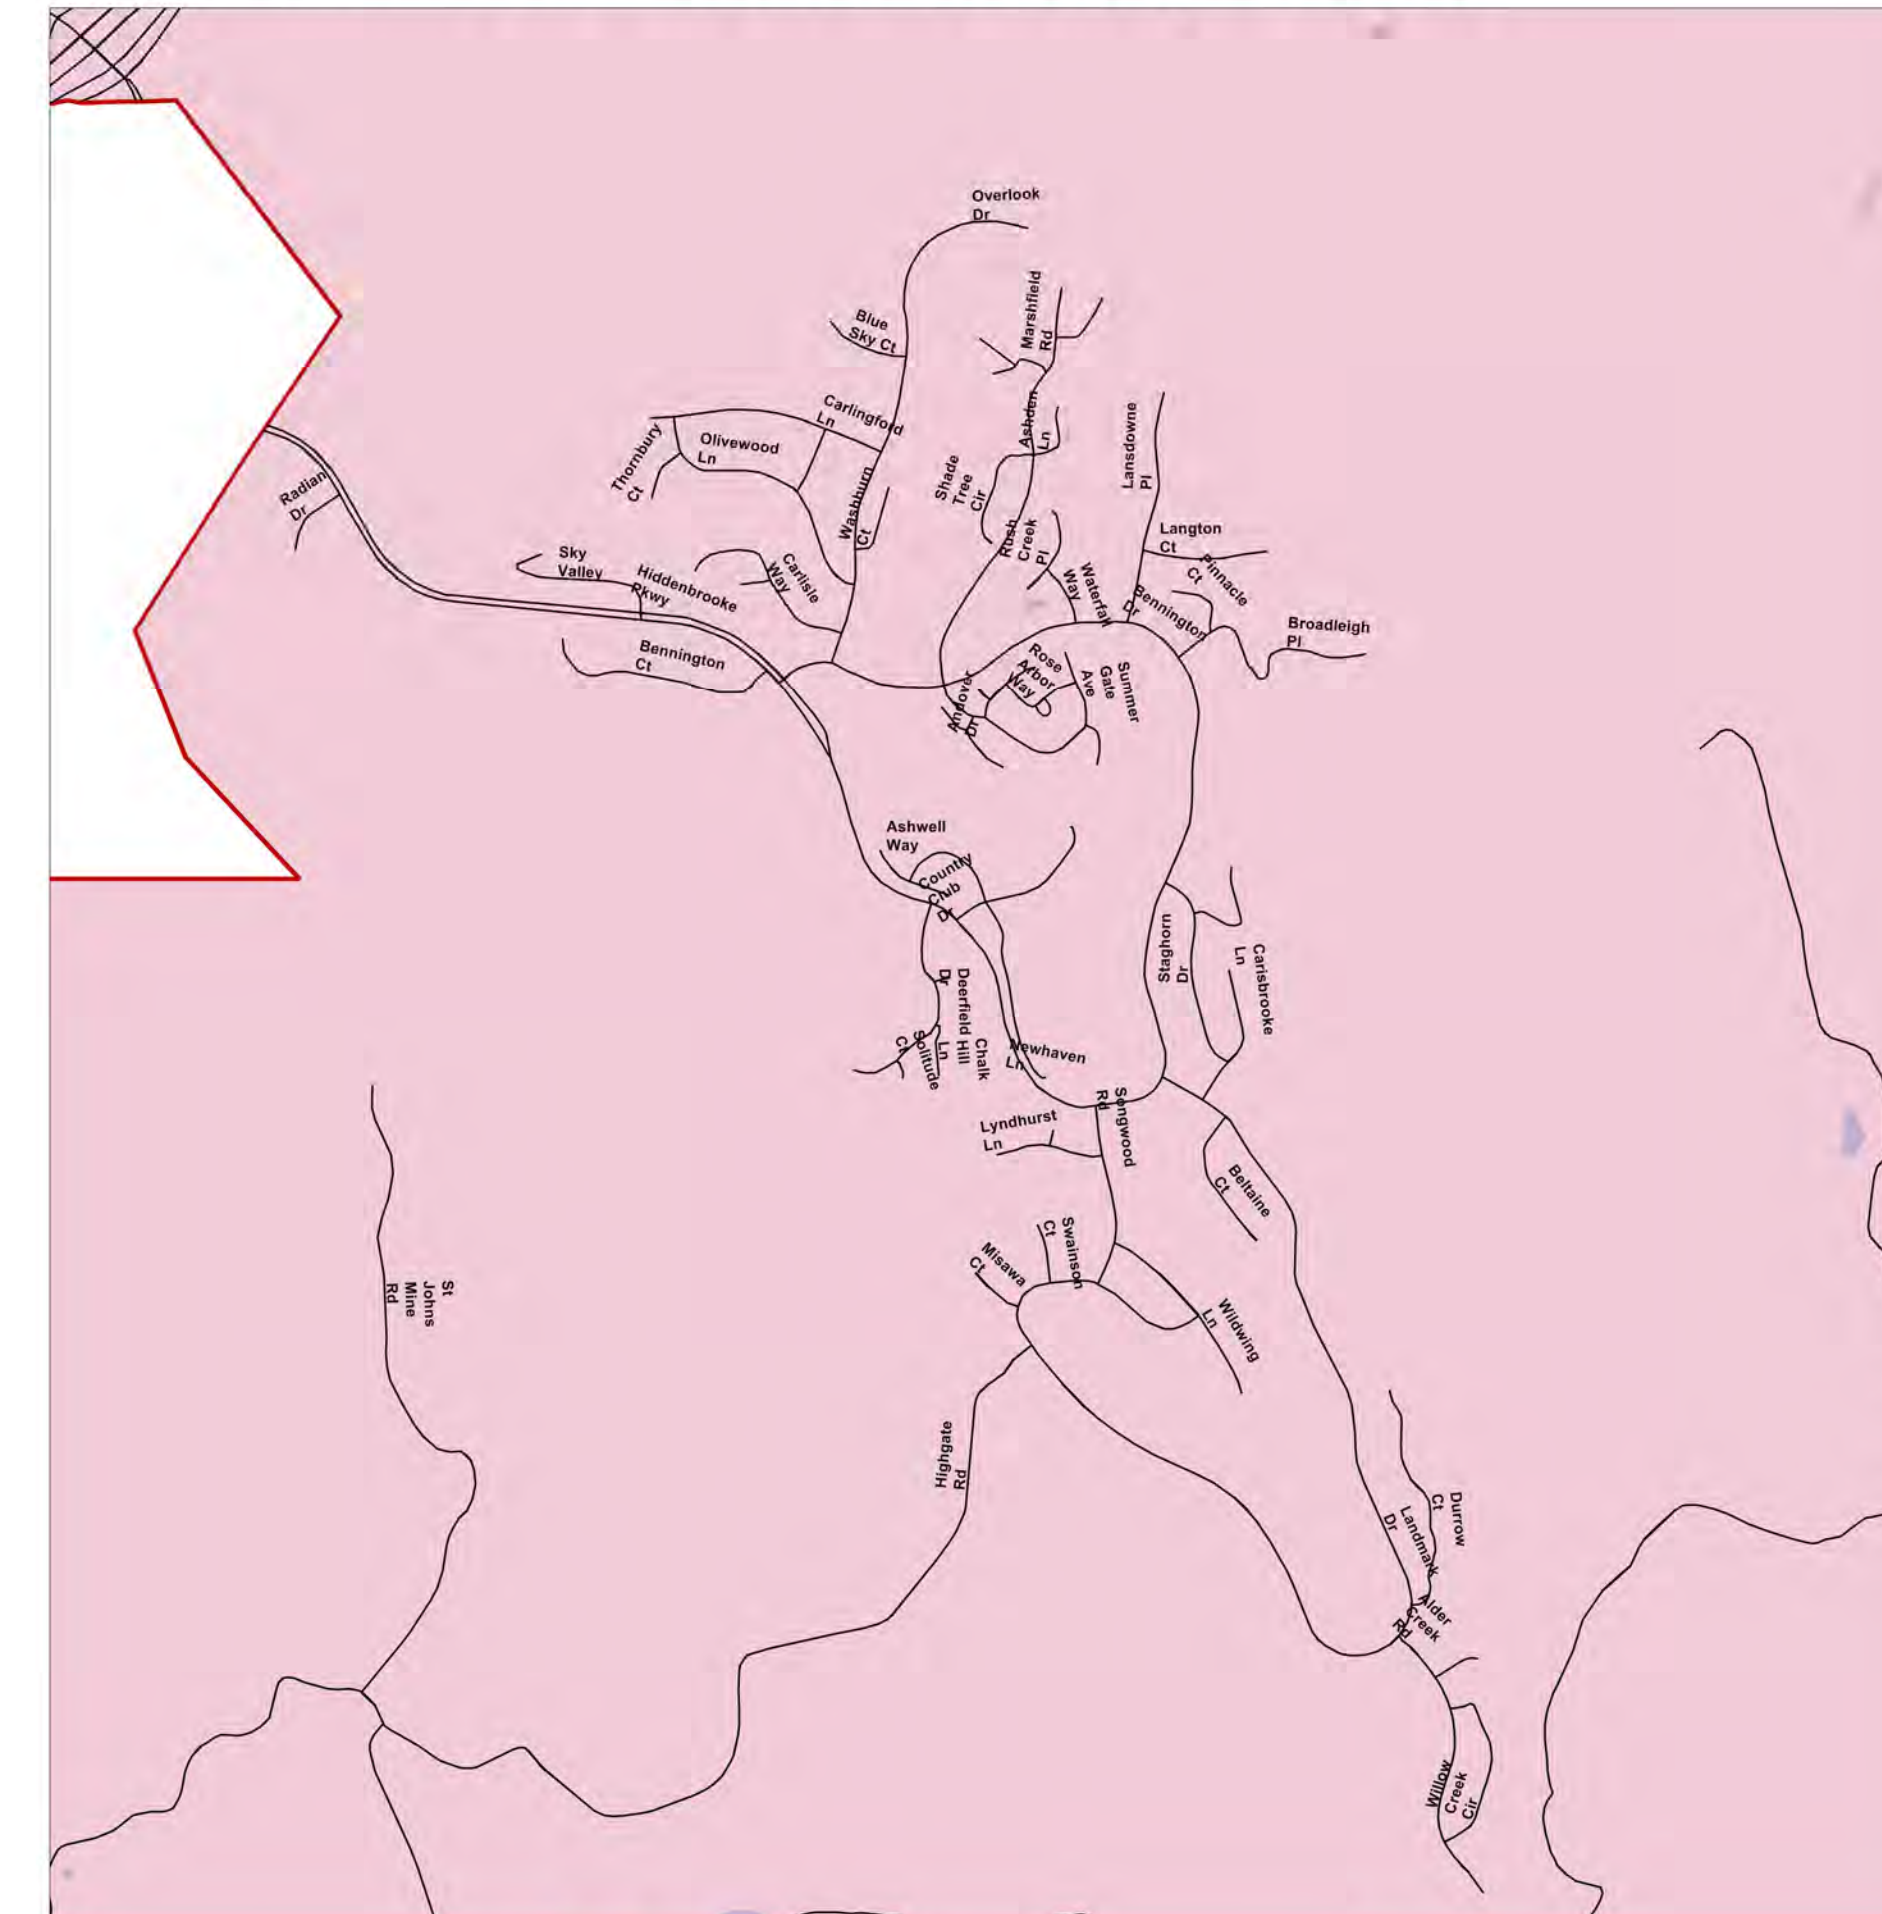 Overlook
Dr
Marshfield
Rd
Blue
Sky Ct
Carlingford
Ln
Ashden
Ln
Lansdowne
Pl
Thornbury
Ct
Olivewood
Ln
Shade
Tree
Cir
Washburn
Ct
Radian
Dr
Rush
Creek
Pl
Langton
Ct
Pinnacle
Ct
Sky
Valley
Hiddenbrooke
Pkwy
Carlisle
Way
Waterfall
Way
Bennington
Dr
Broadleigh
Pl
Bennington
Ct
Rose
Arbor
Way
Summer
Gate
Ave
Andover
Dr
Ashwell
Way
Country
Club
Dr
Staghorn
Dr
Carisbrooke
Ln
Deerfield
Dr
Chalk
Hill
Ln
Solitude
Ct
Newhaven
Ln
Songwood
Rd
Lyndhurst
Ln
Beltaine
Ct
Swainson
Ct
Misawa
Ct
St
Johns
Mine
Rd
Wildwing
Ln
Highgate
Rd
Durrow
Ct
Landmark
Dr
Alder
Creek
Rd
Willow
Creek
Cir